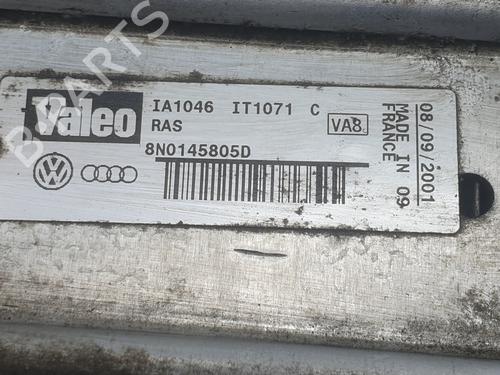 Valeo
IA1046 IT1071 C
RAS
VA8
8N0145805D
08/09/2001
MADE IN 09
FRANCE
B PARTS